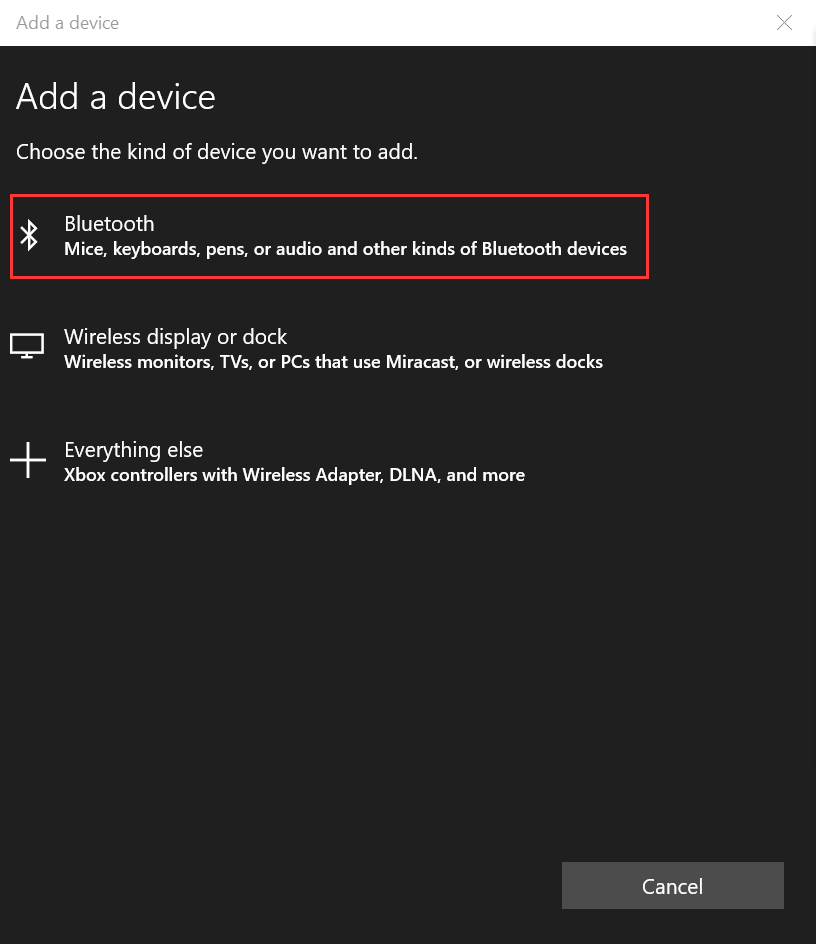 Add a device
Add a device
Choose the kind of device you want to add.
Bluetooth
Mice, keyboards, pens, or audio and other kinds of Bluetooth devices
Wireless display or dock
Wireless monitors, TVs, or PCs that use Miracast, or wireless docks
Everything else
Xbox controllers with Wireless Adapter, DLNA, and more
Cancel